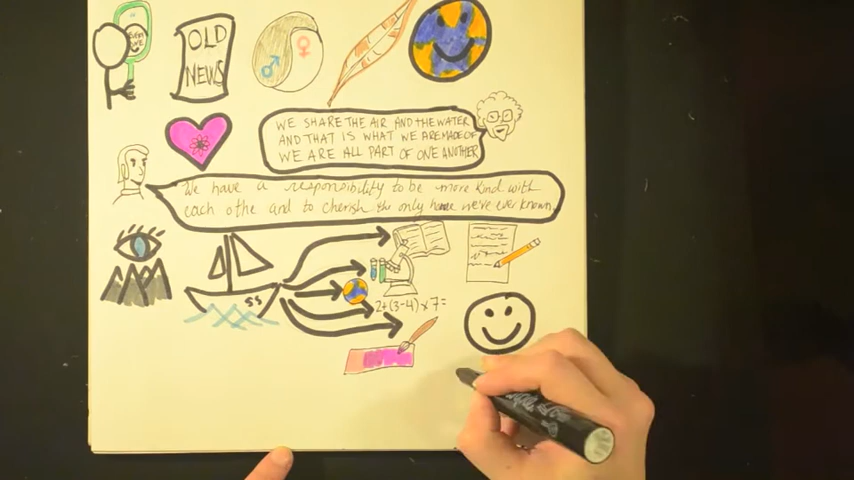 OLD
NEWS
WE SHARE THE AIR AND THE WATER
AND THAT IS WHAT WE ARE MADE OF
WE ARE ALL PART OF ONE ANOTHER
We have a responsibility to be more kind with
each othe and to cherish the only home we've ever known.
SS
2+(3-4)x7=